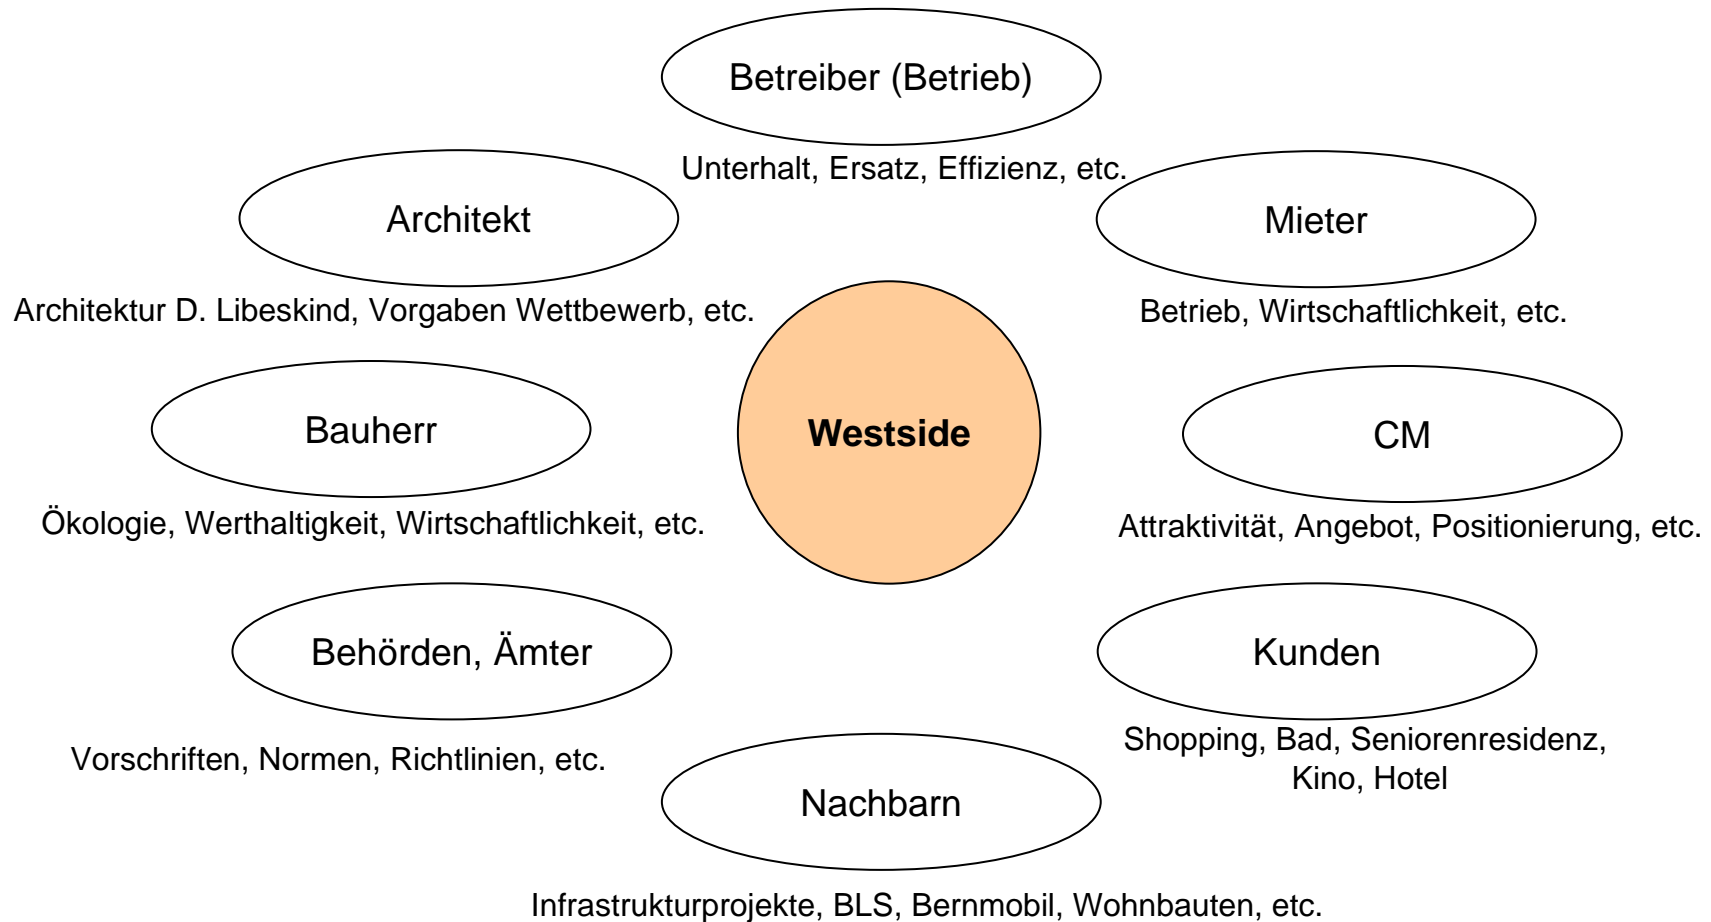 Betreiber (Betrieb)
Unterhalt, Ersatz, Effizienz, etc.
Architekt
Architektur D. Libeskind, Vorgaben Wettbewerb, etc.
Mieter
Betrieb, Wirtschaftlichkeit, etc.
Bauherr
Ökologie, Werthaltigkeit, Wirtschaftlichkeit, etc.
Westside
CM
Attraktivität, Angebot, Positionierung, etc.
Behörden, Ämter
Vorschriften, Normen, Richtlinien, etc.
Kunden
Shopping, Bad, Seniorenresidenz,
Kino, Hotel
Nachbarn
Infrastrukturprojekte, BLS, Bernmobil, Wohnbauten, etc.